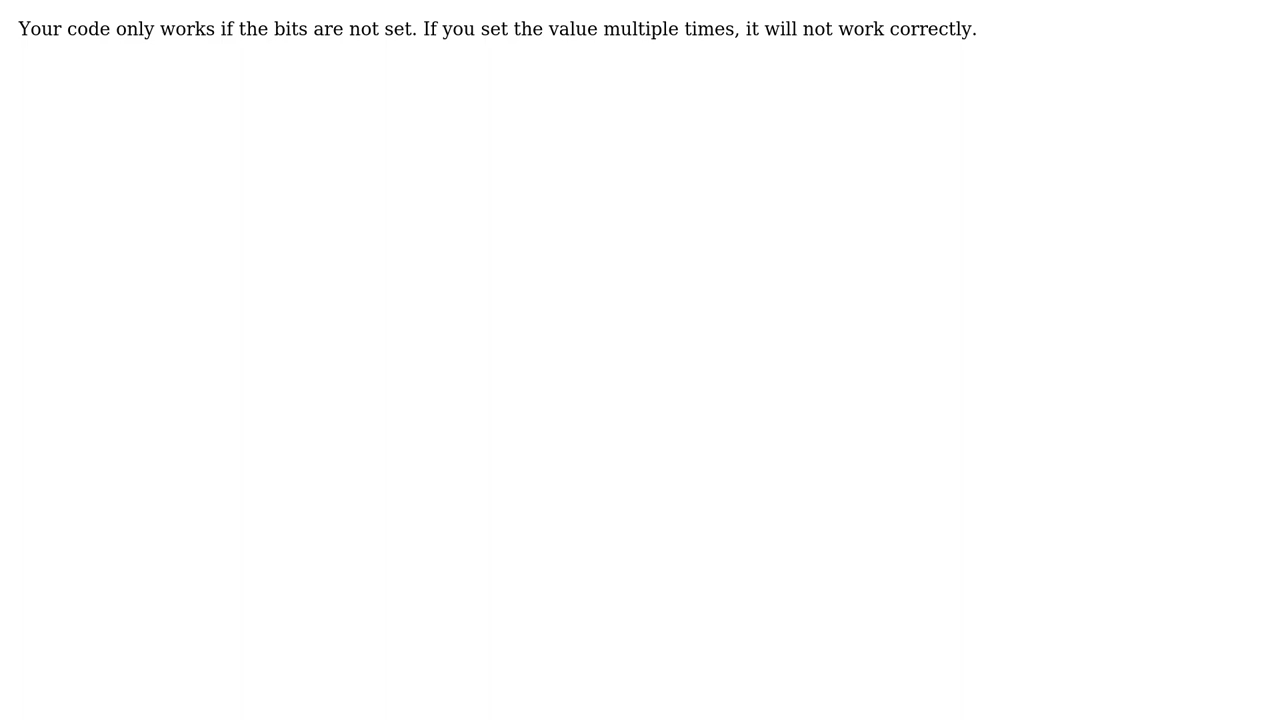 Your code only works if the bits are not set. If you set the value multiple times, it will not work correctly.